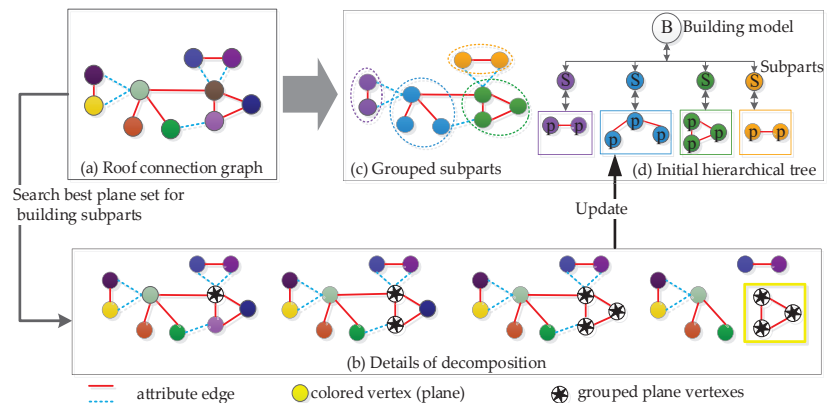 B Building model
Subparts
S S S S
p p p p p p p p p p
(a) Roof connection graph
(c) Grouped subparts
(d) Initial hierarchical tree
Search best plane set for
building subparts
Update
(b) Details of decomposition
attribute edge
colored vertex (plane)
grouped plane vertexes